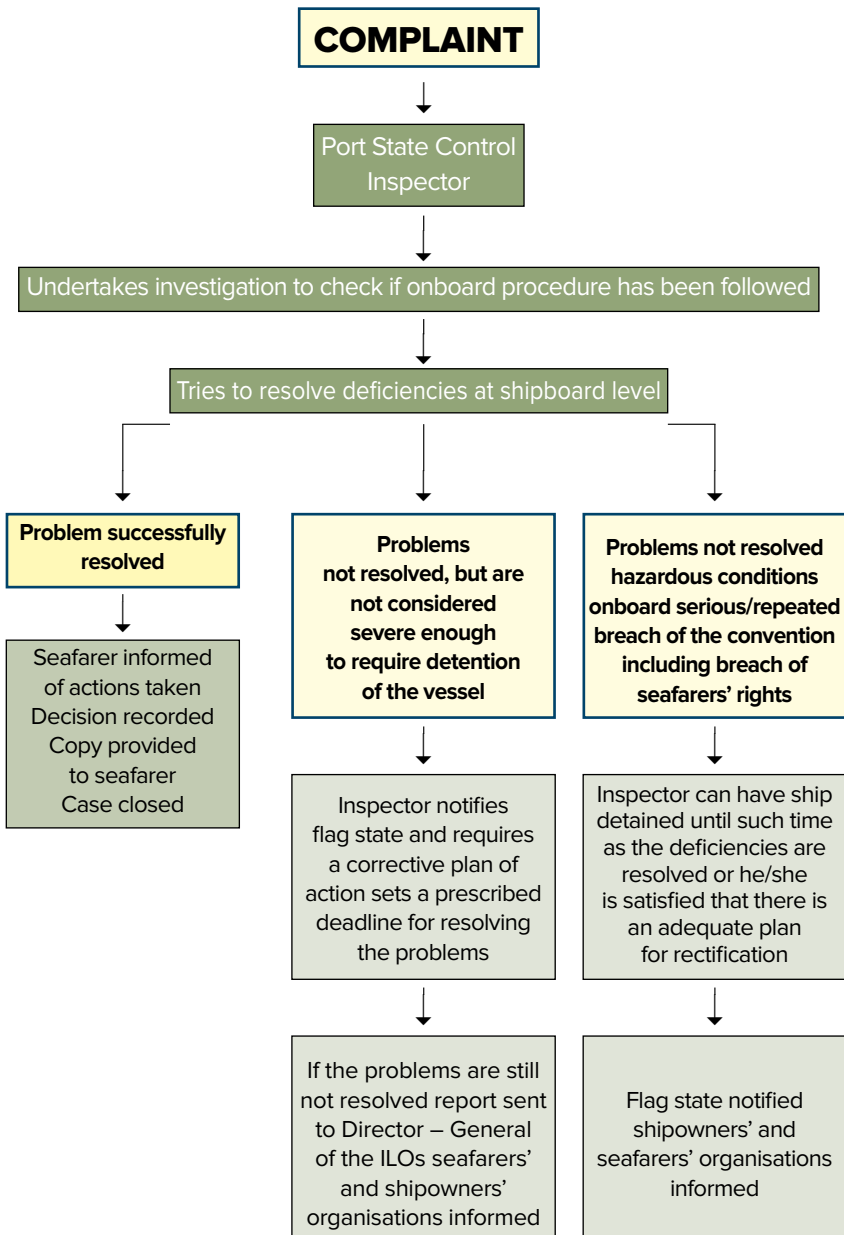 COMPLAINT
Port State Control
Inspector
Undertakes investigation to check if onboard procedure has been followed
Tries to resolve deficiencies at shipboard level
Problem successfully
resolved
Seafarer informed
of actions taken
Decision recorded
Copy provided
to seafarer
Case closed
Problems
not resolved, but are
not considered
severe enough
to require detention
of the vessel
Inspector notifies
flag state and requires
a corrective plan of
action sets a prescribed
deadline for resolving
the problems
If the problems are still
not resolved report sent
to Director – General
of the ILOs seafarers’
and shipowners’
organisations informed
Problems not resolved
hazardous conditions
onboard serious/repeated
breach of the convention
including breach of
seafarers’ rights
Inspector can have ship
detained until such time
as the deficiencies are
resolved or he/she
is satisfied that there is
an adequate plan
for rectification
Flag state notified
shipowners’ and
seafarers’ organisations
informed